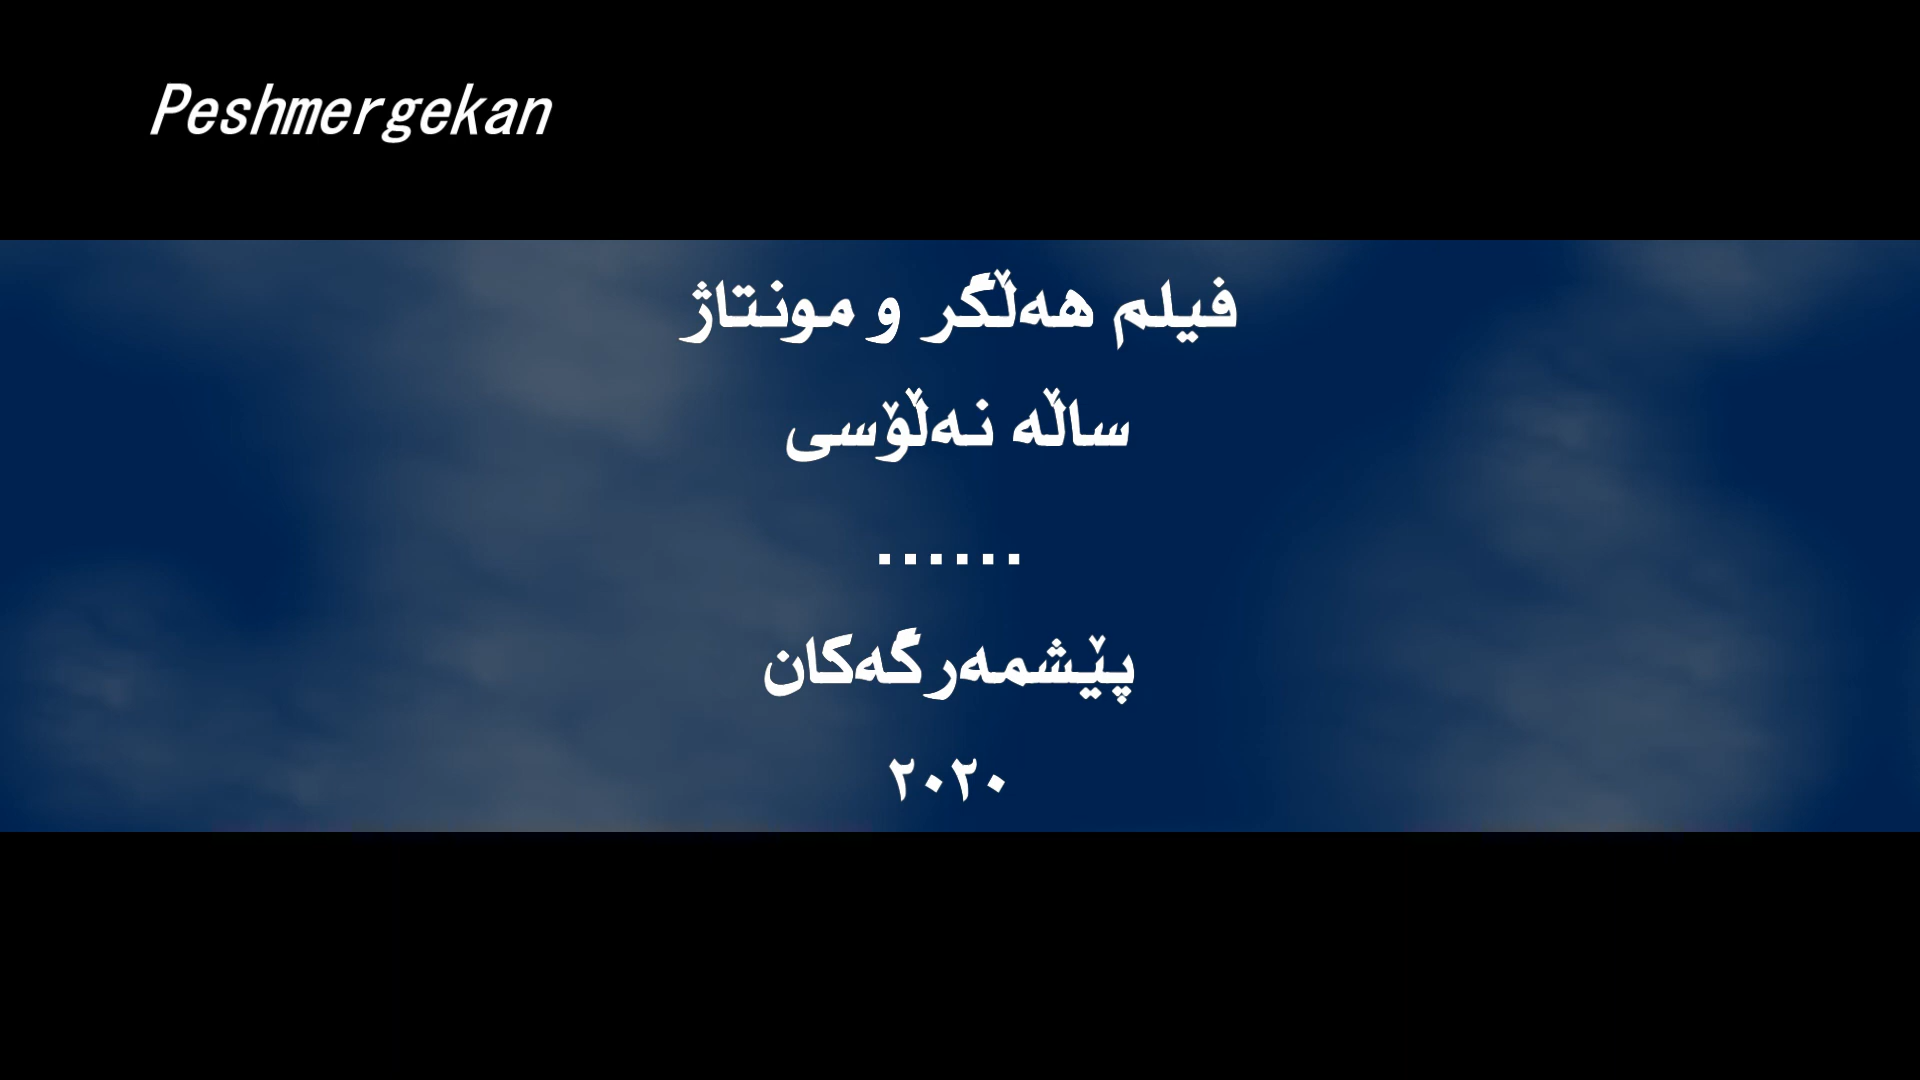 Peshmergekan
فیلم هەڵگر و مونتاژ
ساڵە نەڵۆسی
......
پێشمەرگەکان
٢٠٢٠